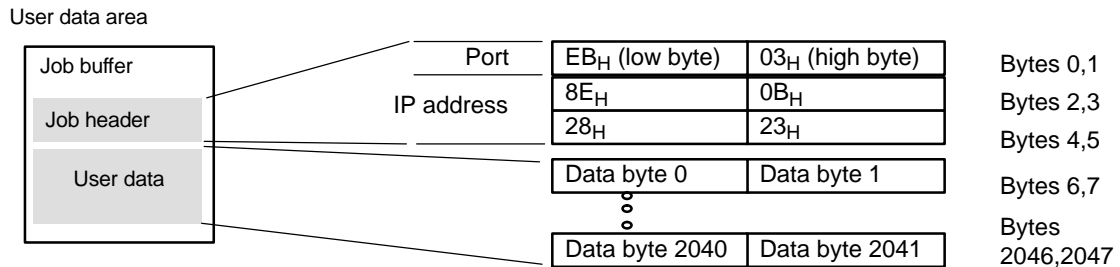 User data area
Job buffer
Job header
User data
Port
IP address
EBH (low byte) 03H (high byte)
8EH 0BH
28H 23H
Data byte 0 Data byte 1
Data byte 2040 Data byte 2041
Bytes 0,1
Bytes 2,3
Bytes 4,5
Bytes 6,7
Bytes
2046,2047